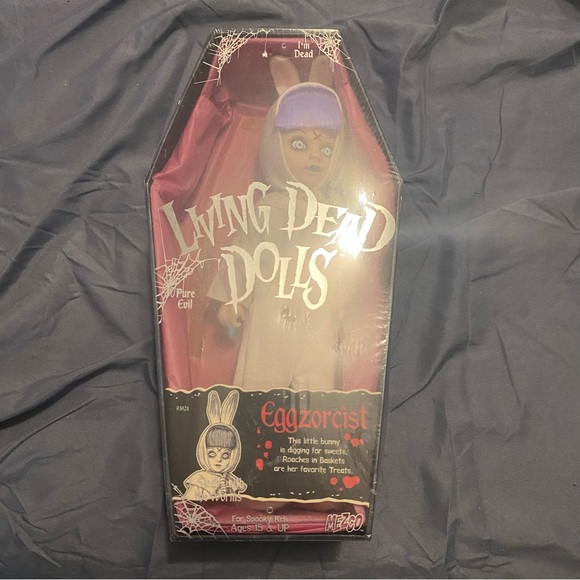 I'm
Dead
LIVING DEAD
DOLLS
Pure
Evil
Eggzorcist
This little bunny
is digging for sweets,
Roaches in Baskets
are her favorite Treats.
Worms
For Spooky Kids
Ages 15 & UP
MEZCO